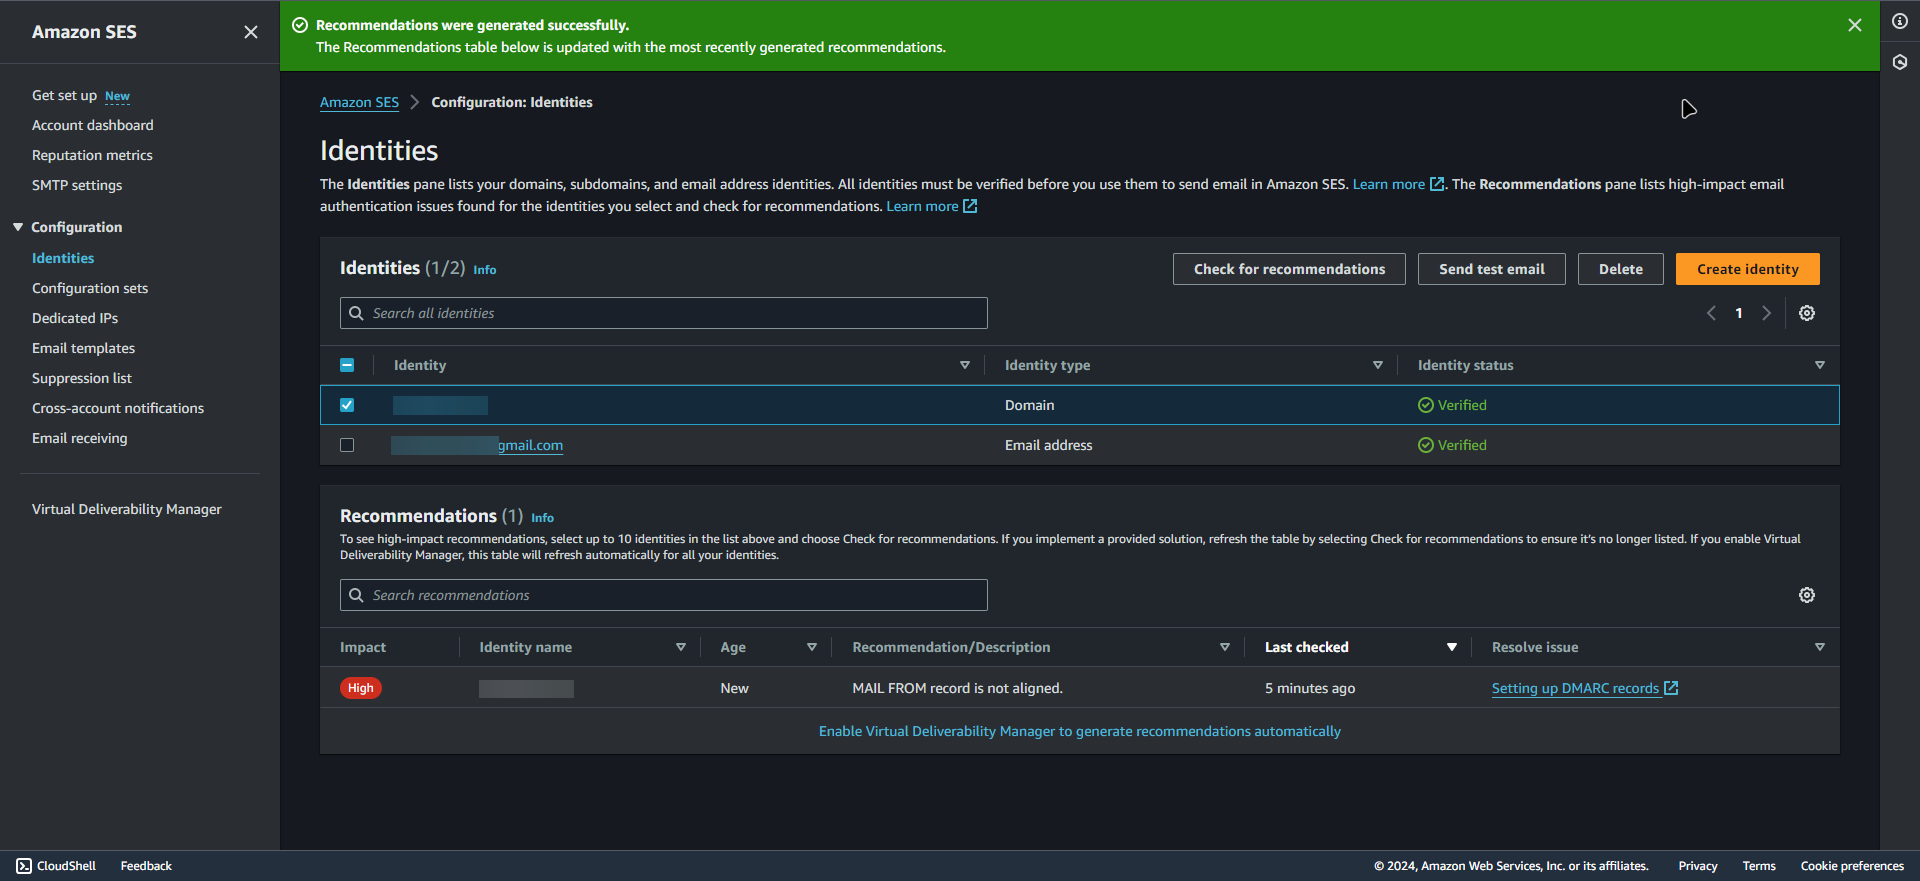 Amazon SES
Get set up New
Account dashboard
Reputation metrics
SMTP settings
Configuration
Identities
Configuration sets
Dedicated IPs
Email templates
Suppression list
Cross-account notifications
Email receiving
Virtual Deliverability Manager
Recommendations were generated successfully.
The Recommendations table below is updated with the most recently generated recommendations.
Amazon SES > Configuration: Identities
Identities
The Identities pane lists your domains, subdomains, and email address identities. All identities must be verified before you use them to send email in Amazon SES. Learn more. The Recommendations pane lists high-impact email
authentication issues found for the identities you select and check for recommendations. Learn more
Identities (1/2) Info
Check for recommendations Send test email Delete Create identity
Search all identities
1
Identity Identity type Identity status
Domain Verified
gmail.com Email address Verified
Recommendations (1) Info
To see high-impact recommendations, select up to 10 identities in the list above and choose Check for recommendations. If you implement a provided solution, refresh the table by selecting Check for recommendations to ensure it's no longer listed. If you enable Virtual
Deliverability Manager, this table will refresh automatically for all your identities.
Search recommendations
Impact Identity name Age Recommendation/Description Last checked Resolve issue
High New MAIL FROM record is not aligned. 5 minutes ago Setting up DMARC records
Enable Virtual Deliverability Manager to generate recommendations automatically
CloudShell Feedback © 2024, Amazon Web Services, Inc. or its affiliates. Privacy Terms Cookie preferences